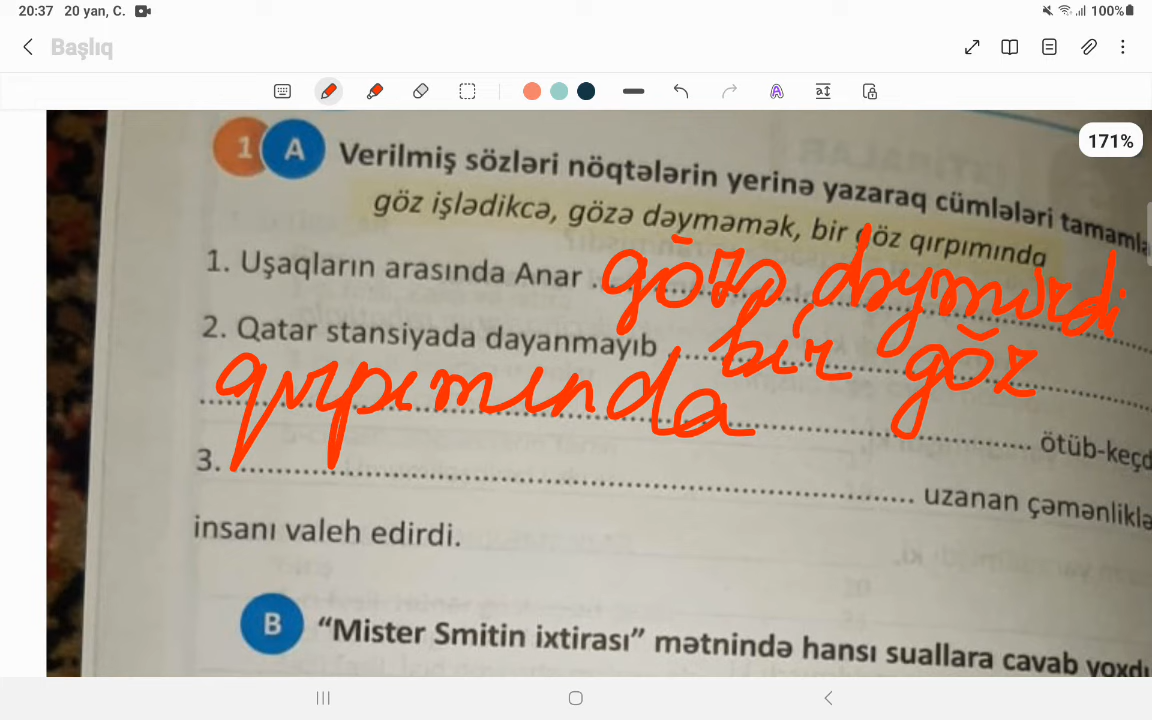 20:37 20 yan, C. 100%
Başlıq
171%
1 A Verilmiş sözləri nöqtələrin yerinə yazaraq cümlələri tamamla
göz işlədikcə, gözə dəyməmək, bir göz qırpımında
1. Uşaqların arasında Anar ... gözə dəymirdi
2. Qatar stansiyada dayanmayıb ... bir göz
qırpımında ... ötüb-keçd
3. ... uzanan çəmənliklə
insanı valeh edirdi.
B "Mister Smitin ixtirası" mətnində hansı suallara cavab yoxdu